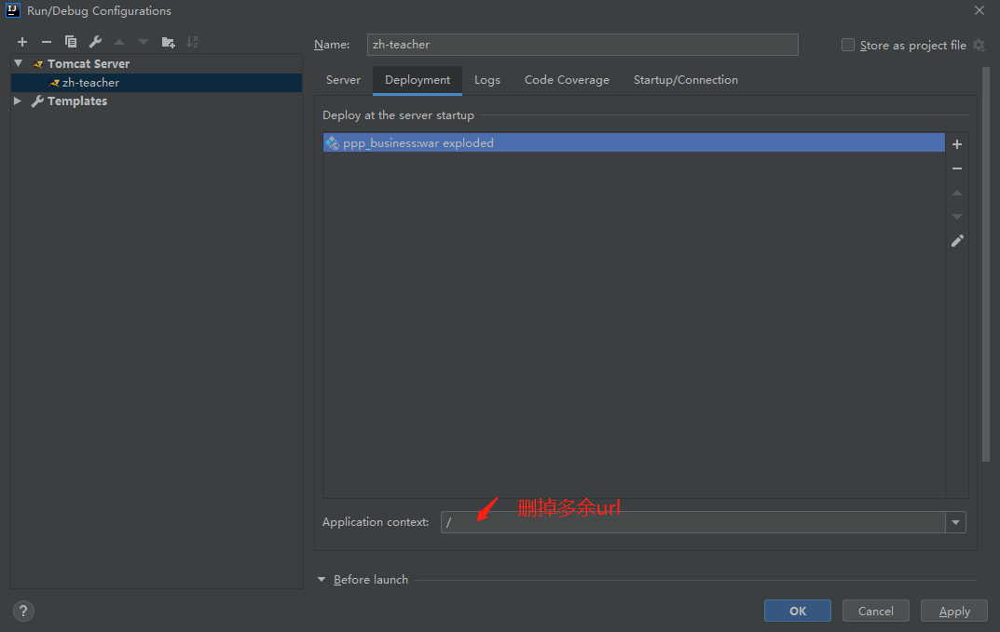 Run/Debug Configurations
Name: zh-teacher Store as project file
Tomcat Server
zh-teacher
Templates
Server Deployment Logs Code Coverage Startup/Connection
Deploy at the server startup
ppp_business:war exploded
删掉多余url
Application context: /
Before launch
? OK Cancel Apply